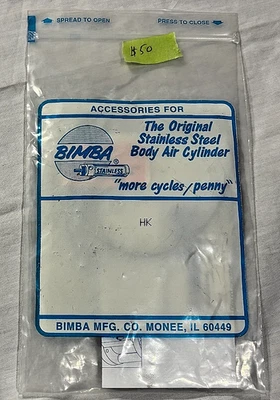 SPREAD TO OPEN
PRESS TO CLOSE
#50
ACCESSORIES FOR
The Original
Stainless Steel
Body Air Cylinder
BIMBA
®
STAINLESS
"more cycles/penny"
HK
BIMBA MFG. CO. MONEE, IL 60449